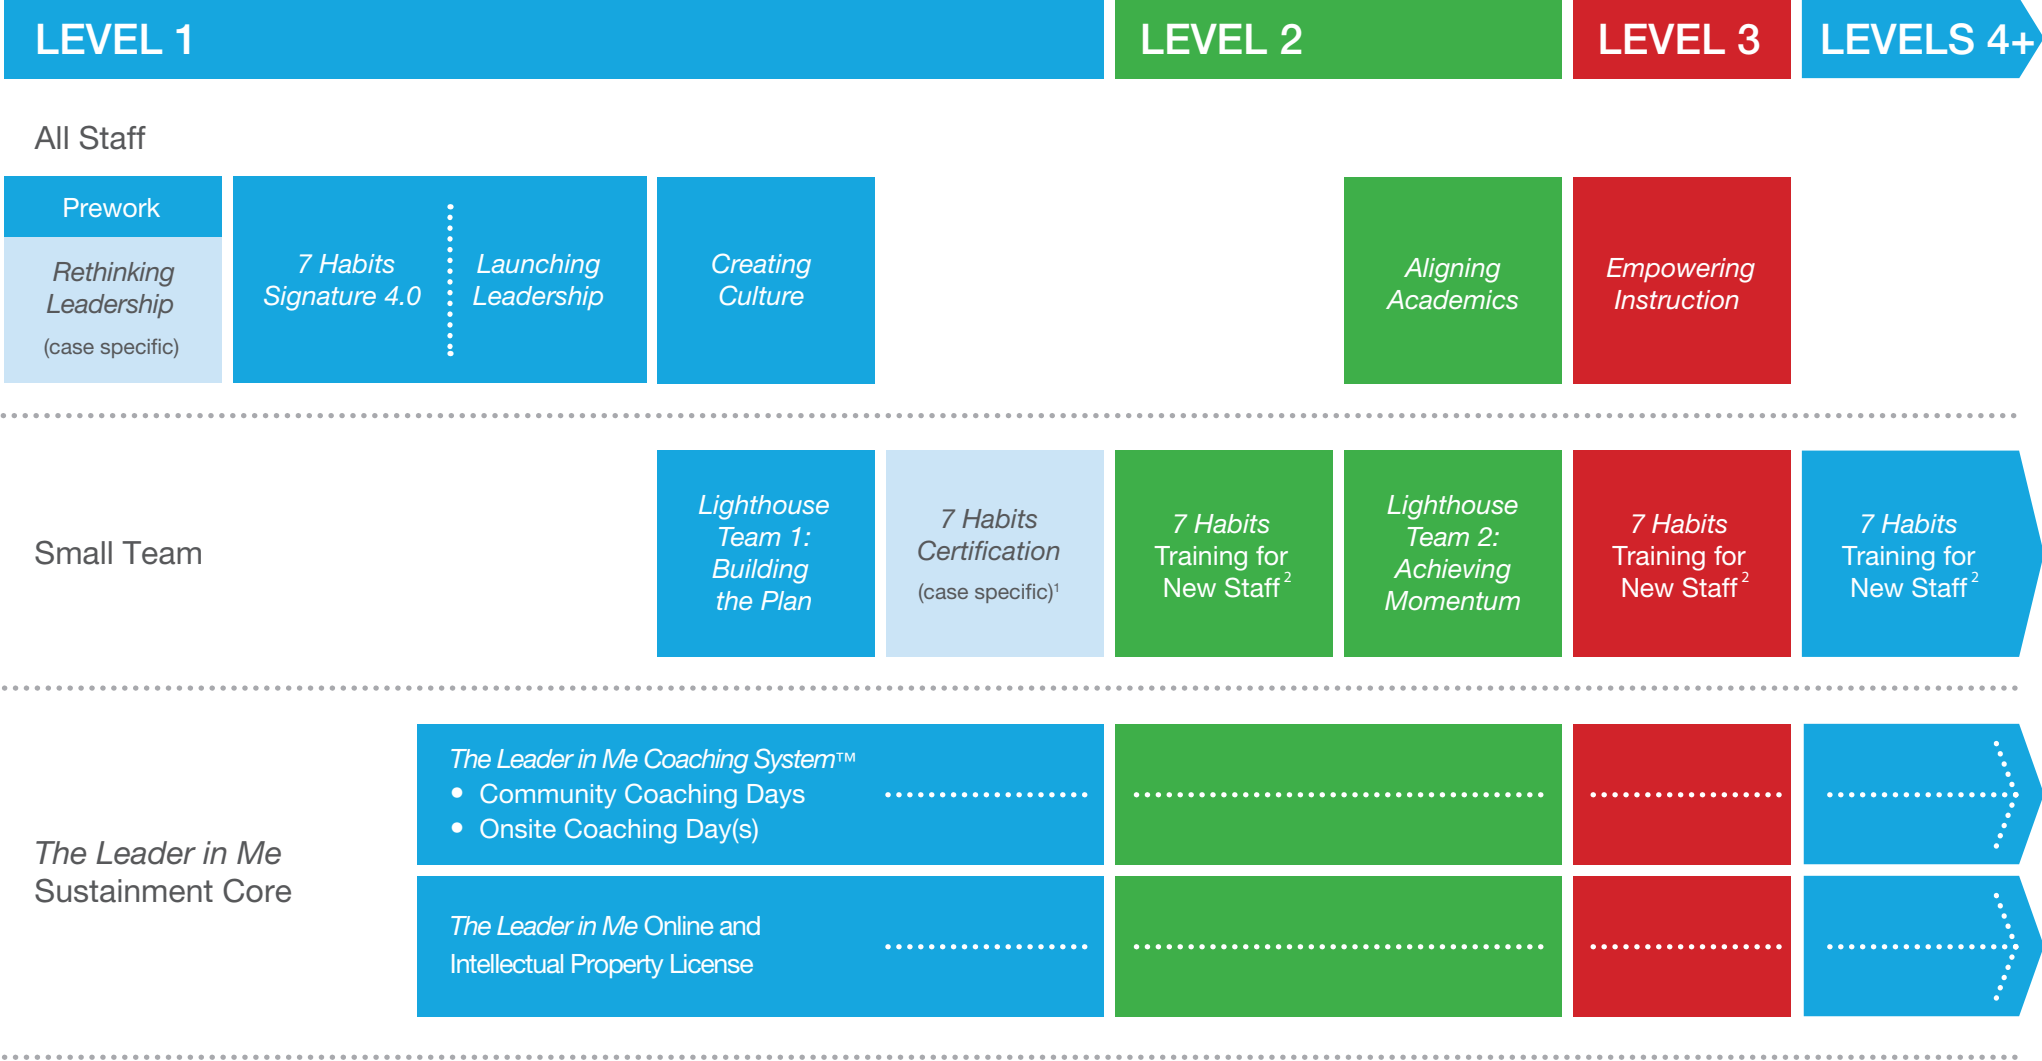 LEVEL 1
LEVEL 2
LEVEL 3
LEVELS 4+
All Staff
Prework
Rethinking
Leadership
(case specific)
7 Habits
Signature 4.0
Launching
Leadership
Creating
Culture
Aligning
Academics
Empowering
Instruction
Small Team
Lighthouse
Team 1:
Building
the Plan
7 Habits
Certification
(case specific)¹
7 Habits
Training for
New Staff²
Lighthouse
Team 2:
Achieving
Momentum
7 Habits
Training for
New Staff²
7 Habits
Training for
New Staff²
The Leader in Me
Sustainment Core
The Leader in Me Coaching System™
• Community Coaching Days
• Onsite Coaching Day(s)
The Leader in Me Online and
Intellectual Property License